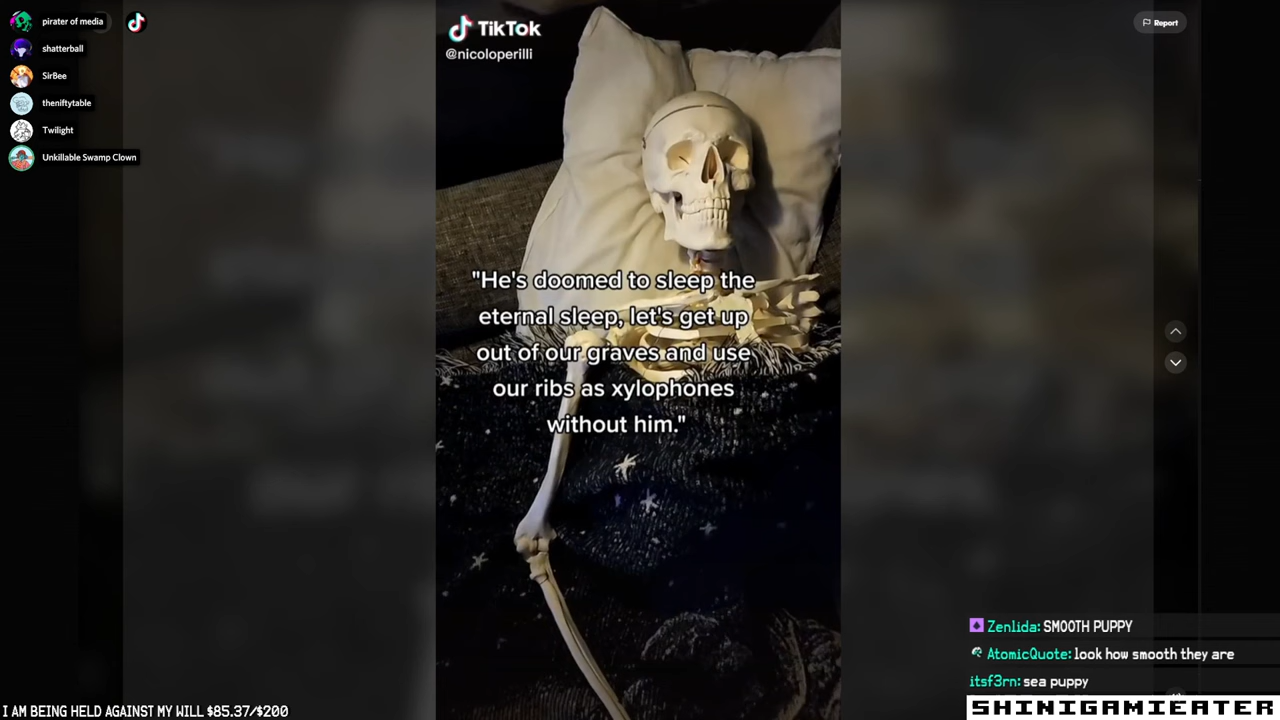 pirater of media
shatterball
SirBee
theniftytable
Twilight
Unkillable Swamp Clown
TikTok
@nicoloperilli
Report
"He's doomed to sleep the
eternal sleep, let's get up
out of our graves and use
our ribs as xylophones
without him."
Zenlida: SMOOTH PUPPY
AtomicQuote: look how smooth they are
itsf3rn: sea puppy
SHINIGAMIEATER
I AM BEING HELD AGAINST MY WILL $85.37/$200